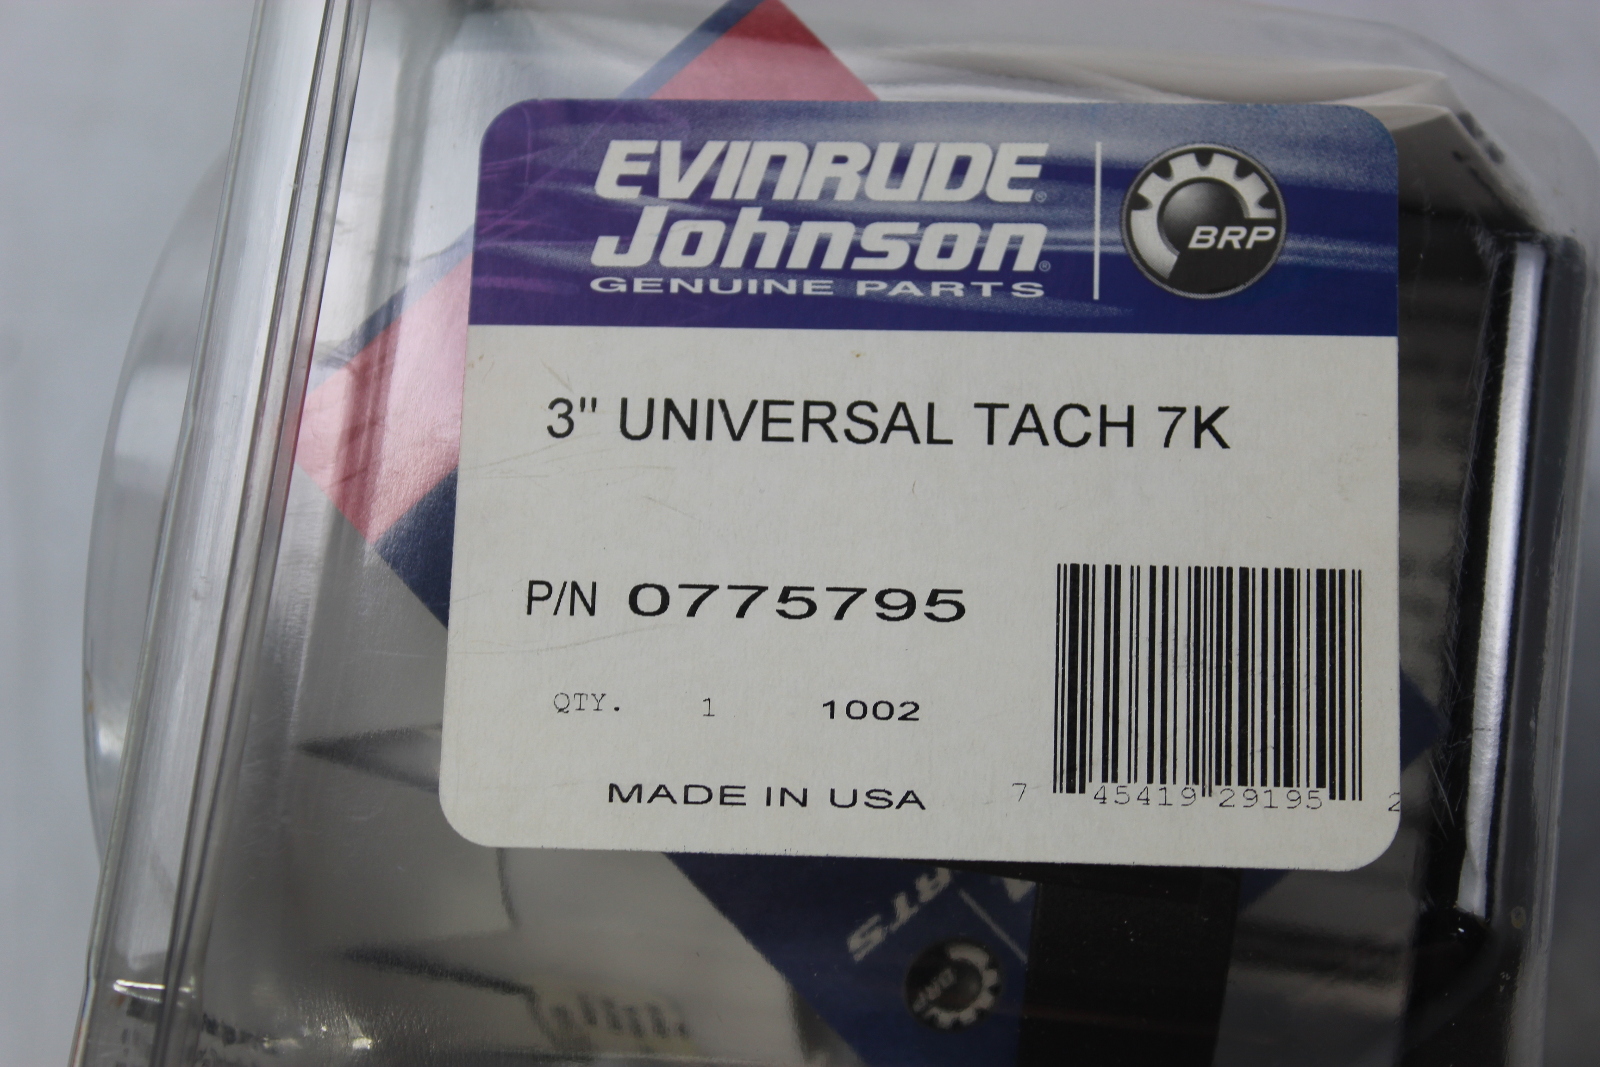 EVINRUDE®
Johnson®
GENUINE PARTS
BRP
3" UNIVERSAL TACH 7K
P/N 0775795
QTY. 1 1002
MADE IN USA
7 45419 29195 2
BRP